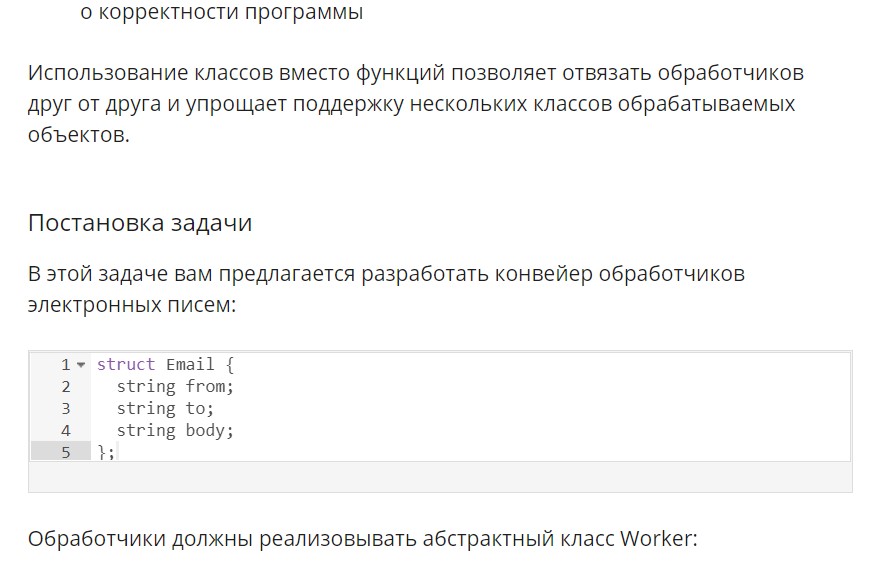 о корректности программы
Использование классов вместо функций позволяет отвязать обработчиков
друг от друга и упрощает поддержку нескольких классов обрабатываемых
объектов.
Постановка задачи
В этой задаче вам предлагается разработать конвейер обработчиков
электронных писем:
1 struct Email {
2 string from;
3 string to;
4 string body;
5 };
Обработчики должны реализовывать абстрактный класс Worker: